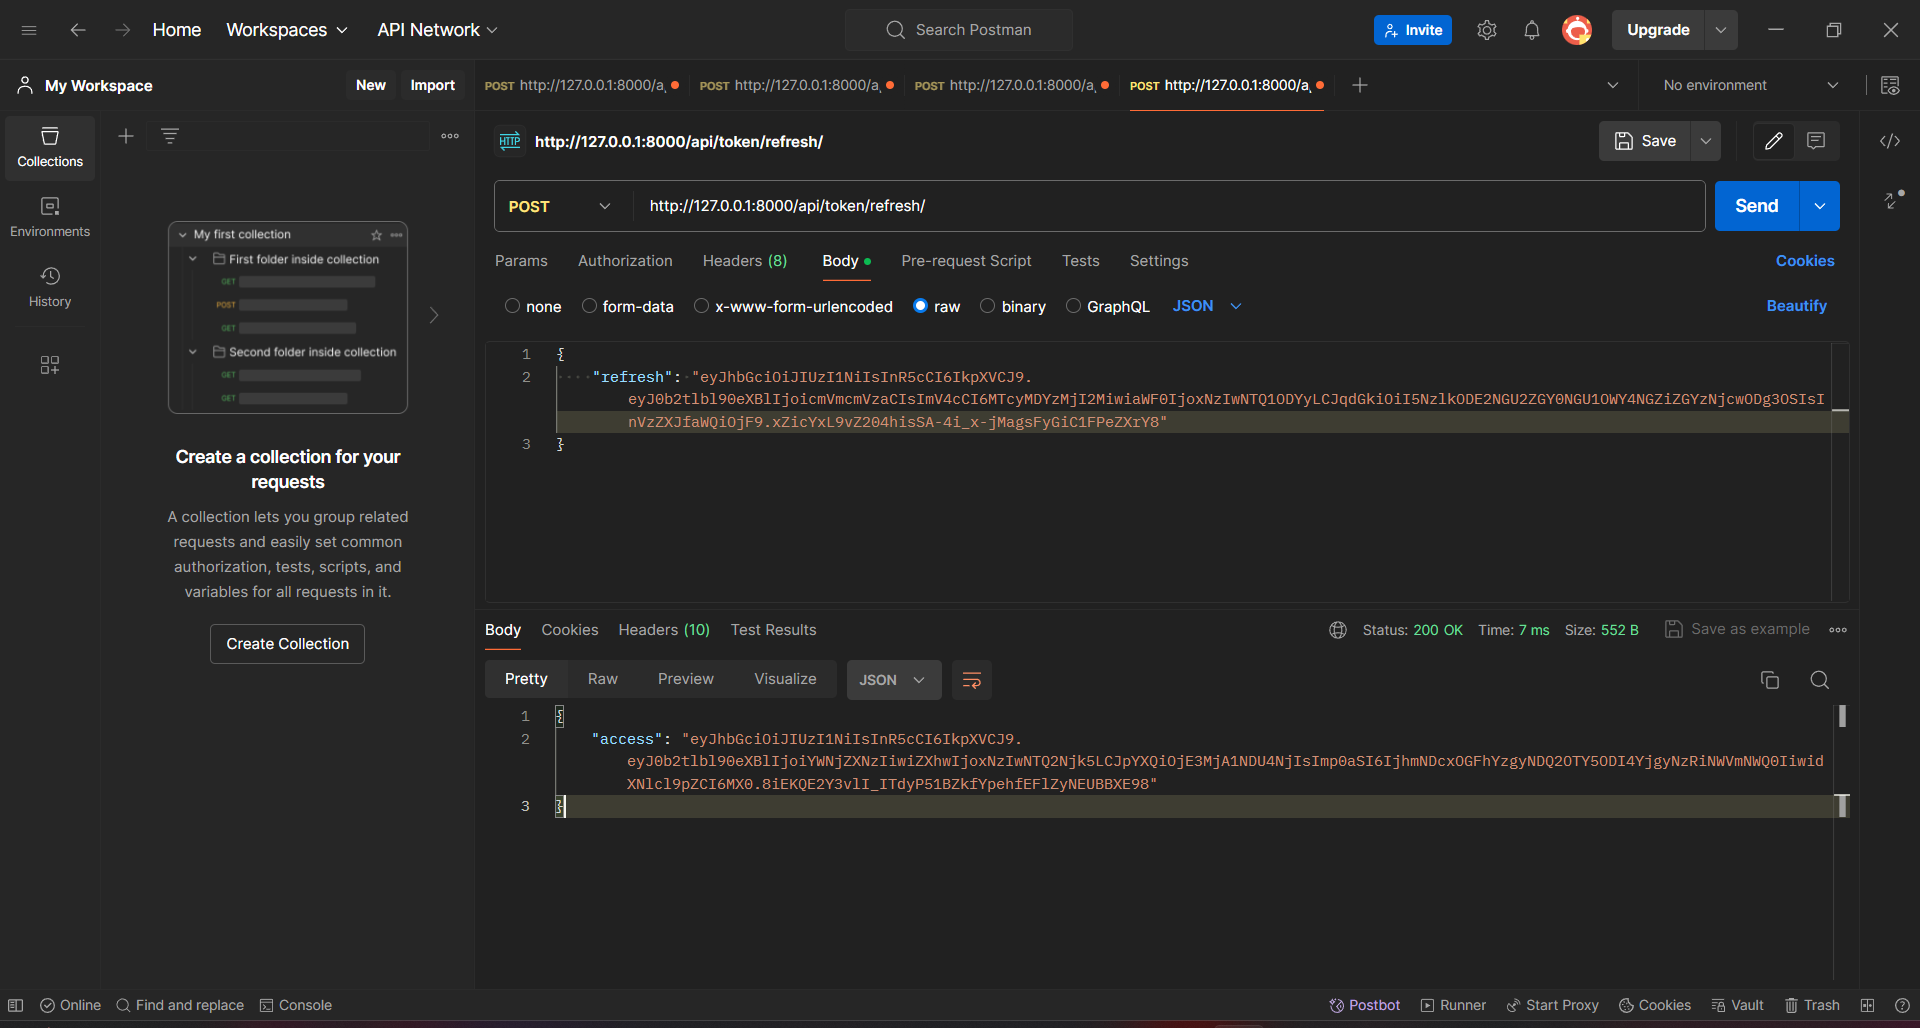 Home
Workspaces
API Network
Search Postman
Invite
Upgrade
My Workspace
New
Import
POST http://127.0.0.1:8000/a,
POST http://127.0.0.1:8000/a,
POST http://127.0.0.1:8000/a,
POST http://127.0.0.1:8000/a,
No environment
Collections
Environments
History
My first collection
First folder inside collection
GET
POST
GET
Second folder inside collection
GET
GET
Create a collection for your
requests
A collection lets you group related
requests and easily set common
authorization, tests, scripts, and
variables for all requests in it.
Create Collection
HTTP
http://127.0.0.1:8000/api/token/refresh/
Save
POST
http://127.0.0.1:8000/api/token/refresh/
Send
Params
Authorization
Headers (8)
Body
Pre-request Script
Tests
Settings
Cookies
none
form-data
x-www-form-urlencoded
raw
binary
GraphQL
JSON
Beautify
1 {
2 "refresh": "eyJhbGciOiJIUzI1NiIsInR5cCI6IkpXVCJ9.
eyJ0b2tlbl90eXBlIjoicmVmcmVzaCIsImV4cCI6MTcyMDYzMjI2MiwiaWF0IjoxNzIwNTQ1ODYyLCJqdGkiOiI5NzlkODE2NGU2ZGY0NGU1OWY4NGZiZGYzNjcwODg3OSIsI
nVzZXJfaWQiOjF9.xZicYxL9vZ204hisSA-4i_x-jMagsFyGiC1FPeZXrY8"
3 }
Body
Cookies
Headers (10)
Test Results
Status: 200 OK
Time: 7 ms
Size: 552 B
Save as example
Pretty
Raw
Preview
Visualize
JSON
1 {
2 "access": "eyJhbGciOiJIUzI1NiIsInR5cCI6IkpXVCJ9.
eyJ0b2tlbl90eXBlIjoiYWNjZXNzIiwiZXhwIjoxNzIwNTQ2Njk5LCJpYXQiOjE3MjA1NDU4NjIsImp0aSI6IjhmNDcxOGFhYzgyNDQ2OTY5ODI4YjgyNzRiNWVmNWQ0Iiwid
XNlcl9pZCI6MX0.8iEKQE2Y3vlI_ITdyP51BZkfYpehfEFlZyNEUBBXE98"
3 }
Online
Find and replace
Console
Postbot
Runner
Start Proxy
Cookies
Vault
Trash